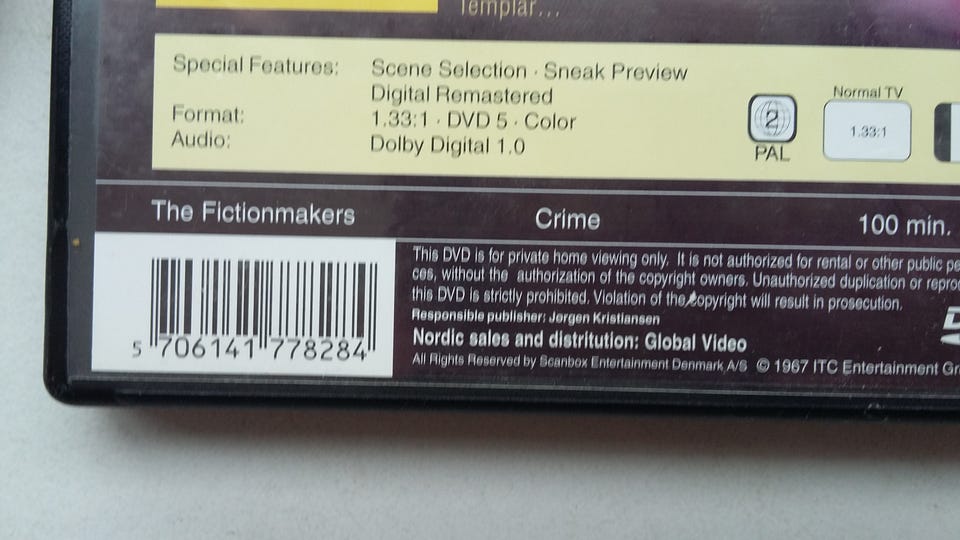 Templar...
Special Features: Scene Selection · Sneak Preview
Digital Remastered
Format: 1.33:1 · DVD 5 · Color
Audio: Dolby Digital 1.0
2
PAL
Normal TV
1.33:1
The Fictionmakers Crime 100 min.
This DVD is for private home viewing only. It is not authorized for rental or other public
ces, without the authorization of the copyright owners. Unauthorized duplication or
this DVD is strictly prohibited. Violation of the copyright will result in prosecution.
Responsible publisher: Jørgen Kristiansen
Nordic sales and distritution: Global Video
All Rights Reserved by Scanbox Entertainment Denmark A/S © 1967 ITC Entertainment
5 706141 778284